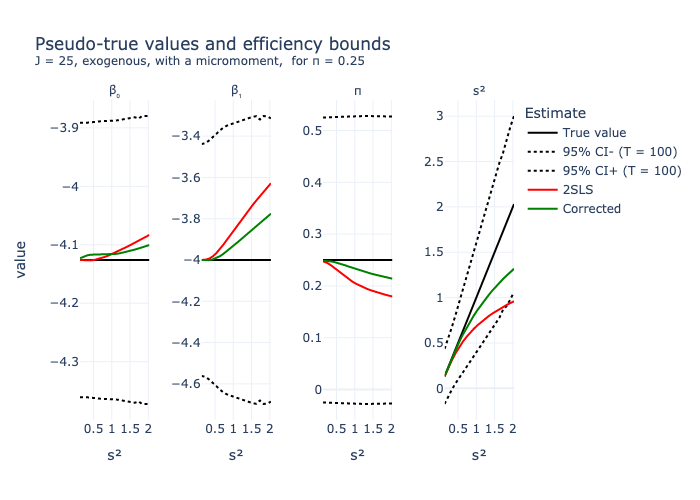 Pseudo-true values and efficiency bounds
J = 25, exogenous, with a micromoment,  for π = 0.25
β₀
β₁
π
s²
value
−3.9
−4
−4.1
−4.2
−4.3
−3.4
−3.6
−3.8
−4
−4.2
−4.4
−4.6
0.5
0.4
0.3
0.2
0.1
0
3
2.5
2
1.5
1
0.5
0
0.5 1 1.5 2
0.5 1 1.5 2
0.5 1 1.5 2
0.5 1 1.5 2
s²
s²
s²
s²
Estimate
True value
95% CI- (T = 100)
95% CI+ (T = 100)
2SLS
Corrected